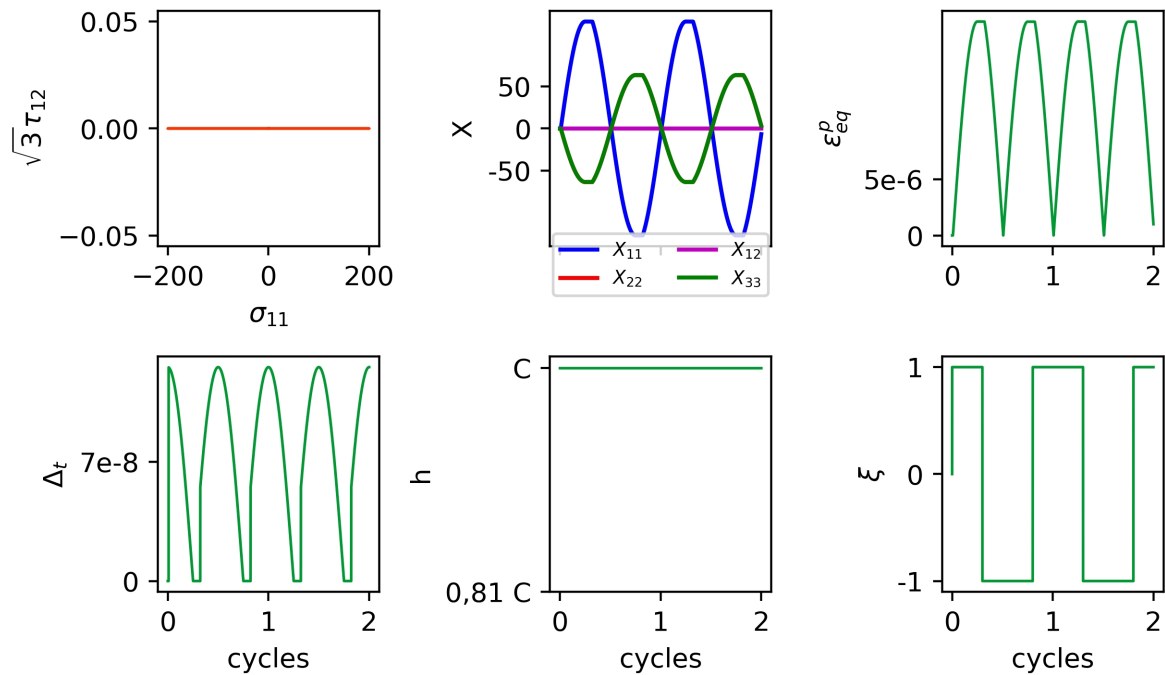 0.05
0.00
−0.05
√3 τ₁₂
−200 0 200
σ₁₁
50
0
-50
X
X₁₁ X₁₂
X₂₂ X₃₃
5e-6
0
εᵖₑq
0 1 2
7e-8
0
Δₜ
0 1 2
cycles
C
0,81 C
h
0 1 2
cycles
1
0
-1
ξ
0 1 2
cycles